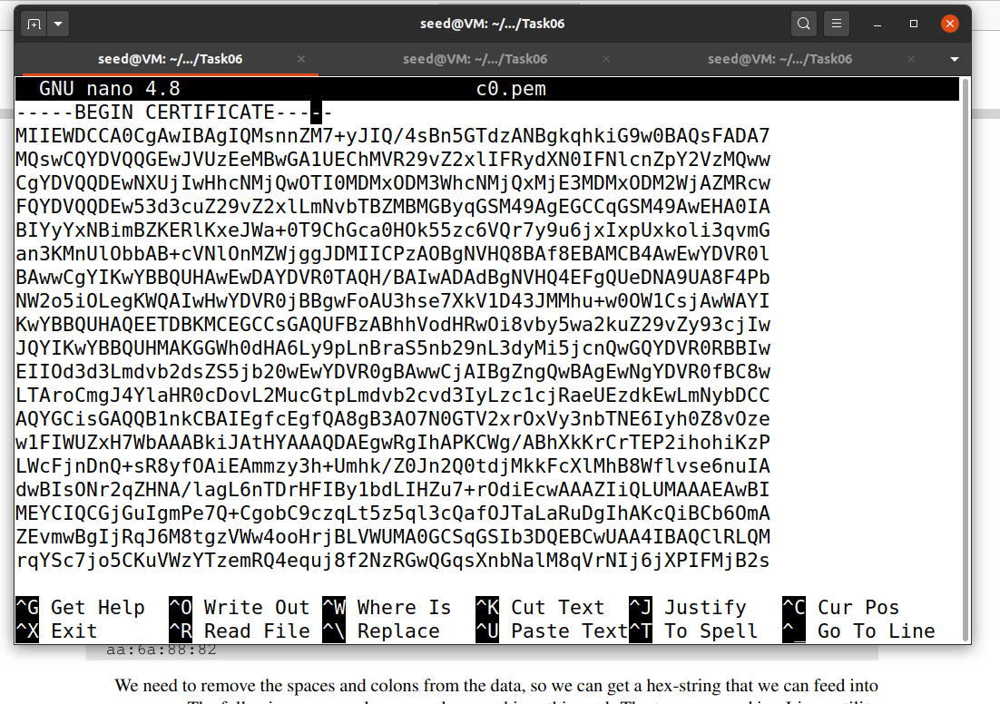 seed@VM: ~/.../Task06
seed@VM: ~/.../Task06 seed@VM: ~/.../Task06 seed@VM: ~/.../Task06
GNU nano 4.8 c0.pem
-----BEGIN CERTIFICATE-----
MIIEWDCCA0CgAwIBAgIQMsnnZM7+yJIQ/4sBn5GTdzANBgkqhkiG9w0BAQsFADA7
MQswCQYDVQQGEwJVUzEeMBwGA1UEChMVR29vZ2xlIFRydXN0IFNlcnZpY2VzMQww
CgYDVQQDEwNXUjIwHhcNMjQwOTI0MDMxODM3WhcNMjQxMjE3MDMxODM2WjAZMRcw
FQYDVQQDEw53d3cuZ29vZ2xlLmNvbTBZMBMGByqGSM49AgEGCCqGSM49AwEHA0IA
BIYyYxNBimBZKERlKxeJWa+0T9ChGca0HOk55zc6VQr7y9u6jxIxpUxkoli3qvmG
an3KMnUlObbAB+cVNlOnMZWjggJDMIICPzAOBgNVHQ8BAf8EBAMCB4AwEwYDVR0l
BAwwCgYIKwYBBQUHAwEwDAYDVR0TAQH/BAIwADAdBgNVHQ4EFgQUeDNA9UA8F4Pb
NW2o5iOLegKWQAIwHwYDVR0jBBgwFoAU3hse7XkV1D43JMMhu+w0OW1CsjAwWAYI
KwYBBQUHAQEETDBKMCEGCCsGAQUFBzABhhVodHRwOi8vby5wa2kuZ29vZy93cjIw
JQYIKwYBBQUHMAKGGWh0dHA6Ly9pLnBraS5nb29nL3dyMi5jcnQwGQYDVR0RBBIw
EIIOd3d3Lmdvb2dsZS5jb20wEwYDVR0gBAwwCjAIBgZngQwBAgEwNgYDVR0fBC8w
LTAroCmgJ4YlaHR0cDovL2MucGtpLmdvb2cvd3IyLzc1cjRaeUEzdkEwLmNybDCC
AQYGCisGAQQB1nkCBAIEgfcEgfQA8gB3AO7N0GTV2xrOxVy3nbTNE6Iyh0Z8vOze
w1FIWUZxH7WbAAABkiJAtHYAAAQDAEgwRgIhAPKCWg/ABhXkKrCrTEP2ihohiKzP
LWcFjnDnQ+sR8yfOAiEAmmzy3h+Umhk/Z0Jn2Q0tdjMkkFcXlMhB8Wflvse6nuIA
dwBIsONr2qZHNA/lagL6nTDrHFIBy1bdLIHZu7+rOdiEcwAAAZIiQLUMAAAEAwBI
MEYCIQCGjGuIgmPe7Q+CgobC9czqLt5z5ql3cQafOJTaLaRuDgIhAKcQiBCb6OmA
ZEvmwBgIjRqJ6M8tgzVWw4ooHrjBLVWUMA0GCSqGSIb3DQEBCwUAA4IBAQClRLQM
rqYSc7jo5CKuVWzYTzemRQ4equj8f2NzRGwQGqsXnbNalM8qVrNIj6jXPIFMjB2s
^G Get Help ^O Write Out ^W Where Is ^K Cut Text ^J Justify ^C Cur Pos
^X Exit ^R Read File ^\ Replace ^U Paste Text ^T To Spell ^_ Go To Line
aa:6a:88:82
We need to remove the spaces and colons from the data, so we can get a hex-string that we can feed into